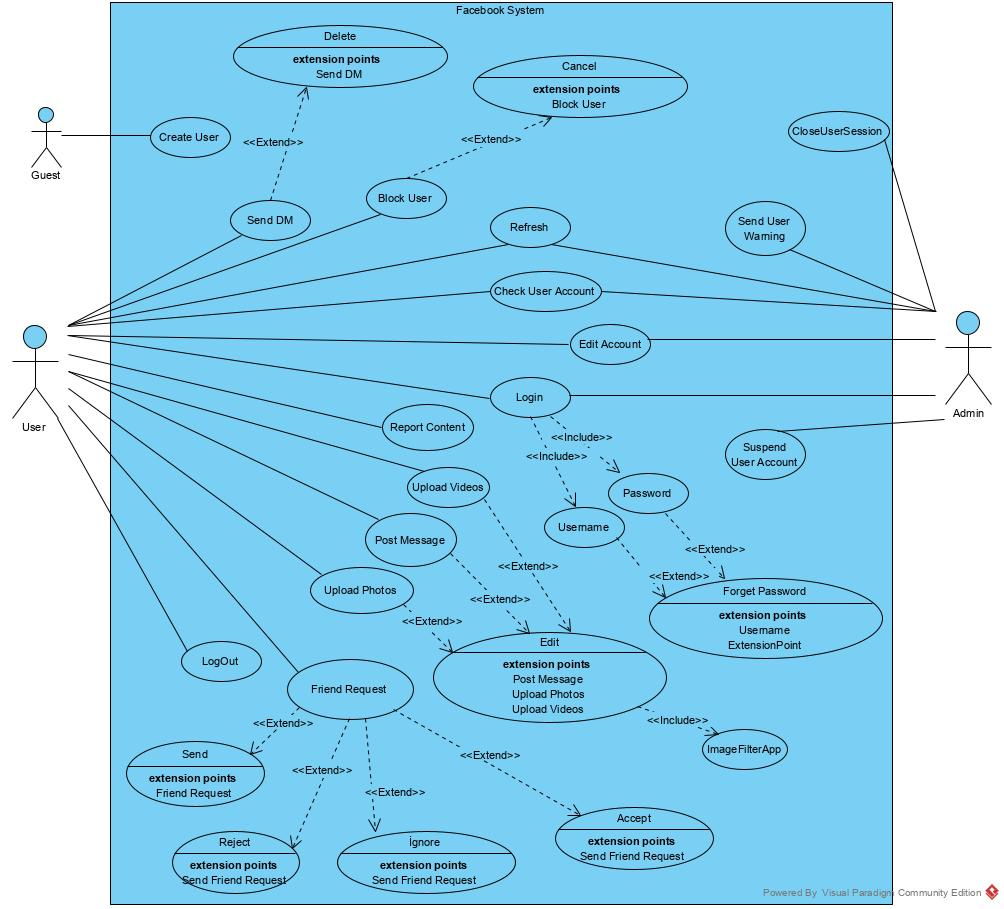 Facebook System
Delete
extension points
Send DM
Cancel
extension points
Block User
<<Extend>>
<<Extend>>
Create User
CloseUserSession
Guest
Block User
Send DM
Refresh
Send User
Warning
Check User Account
Edit Account
User
Admin
Login
Report Content
<<Include>>
<<Include>>
Suspend
User Account
Upload Videos
Password
Username
Post Message
<<Extend>>
<<Extend>>
<<Extend>>
Upload Photos
Forget Password
extension points
Username
ExtensionPoint
<<Extend>>
<<Extend>>
Edit
extension points
Post Message
Upload Photos
Upload Videos
LogOut
Friend Request
<<Extend>>
<<Include>>
ImageFilterApp
Send
extension points
Friend Request
<<Extend>>
<<Extend>>
<<Extend>>
Reject
extension points
Send Friend Request
İgnore
extension points
Send Friend Request
Accept
extension points
Send Friend Request
Powered By Visual Paradigm Community Edition